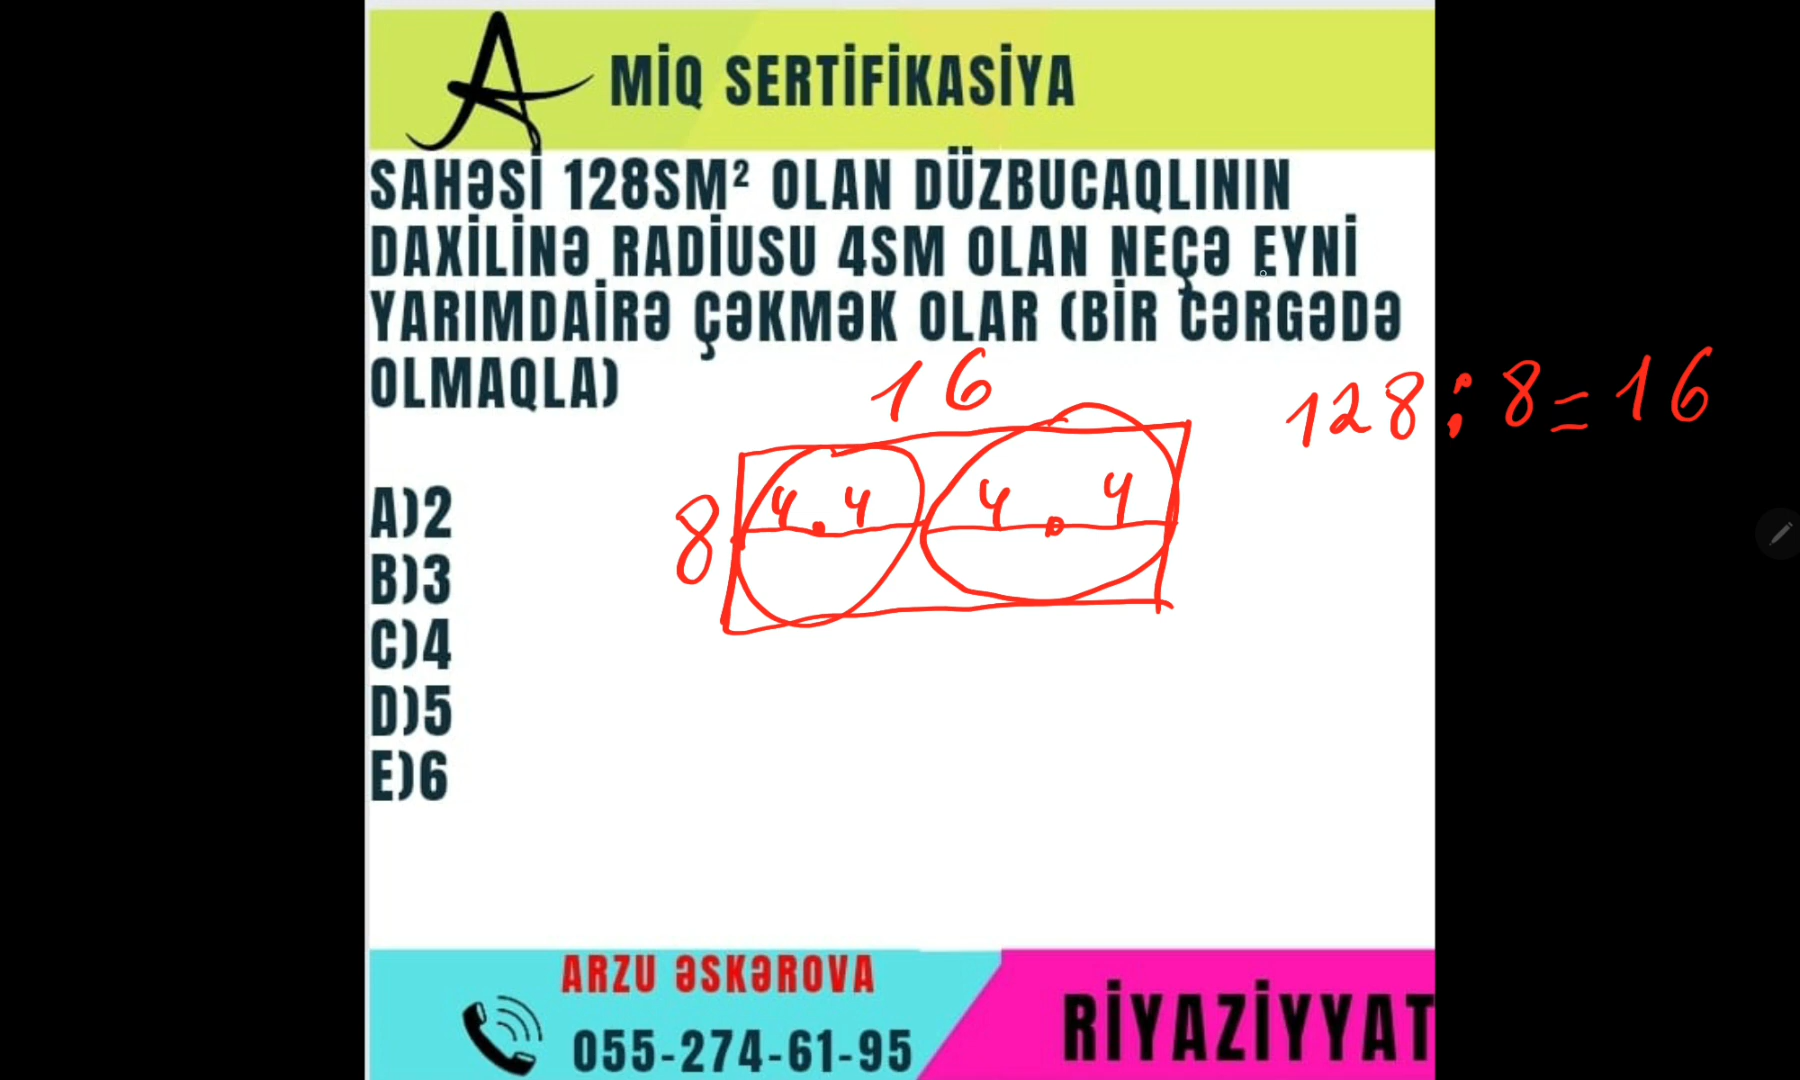 MİQ SERTİFİKASİYA
SAHƏSİ 128SM² OLAN DÜZBUCAQLININ
DAXİLİNƏ RADİUSU 4SM OLAN NEÇƏ EYNİ
YARIMDAİRƏ ÇƏKMƏK OLAR (BİR CƏRGƏDƏ
OLMAQLA)
16
128:8=16
8
4 . 4
4 . 4
A)2
B)3
C)4
D)5
E)6
ARZU ƏSKƏROVA
055-274-61-95
RİYAZİYYAT